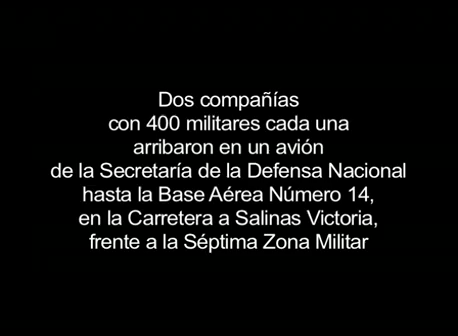 Dos compañías
con 400 militares cada una
arribaron en un avión
de la Secretaría de la Defensa Nacional
hasta la Base Aérea Número 14,
en la Carretera a Salinas Victoria,
frente a la Séptima Zona Militar